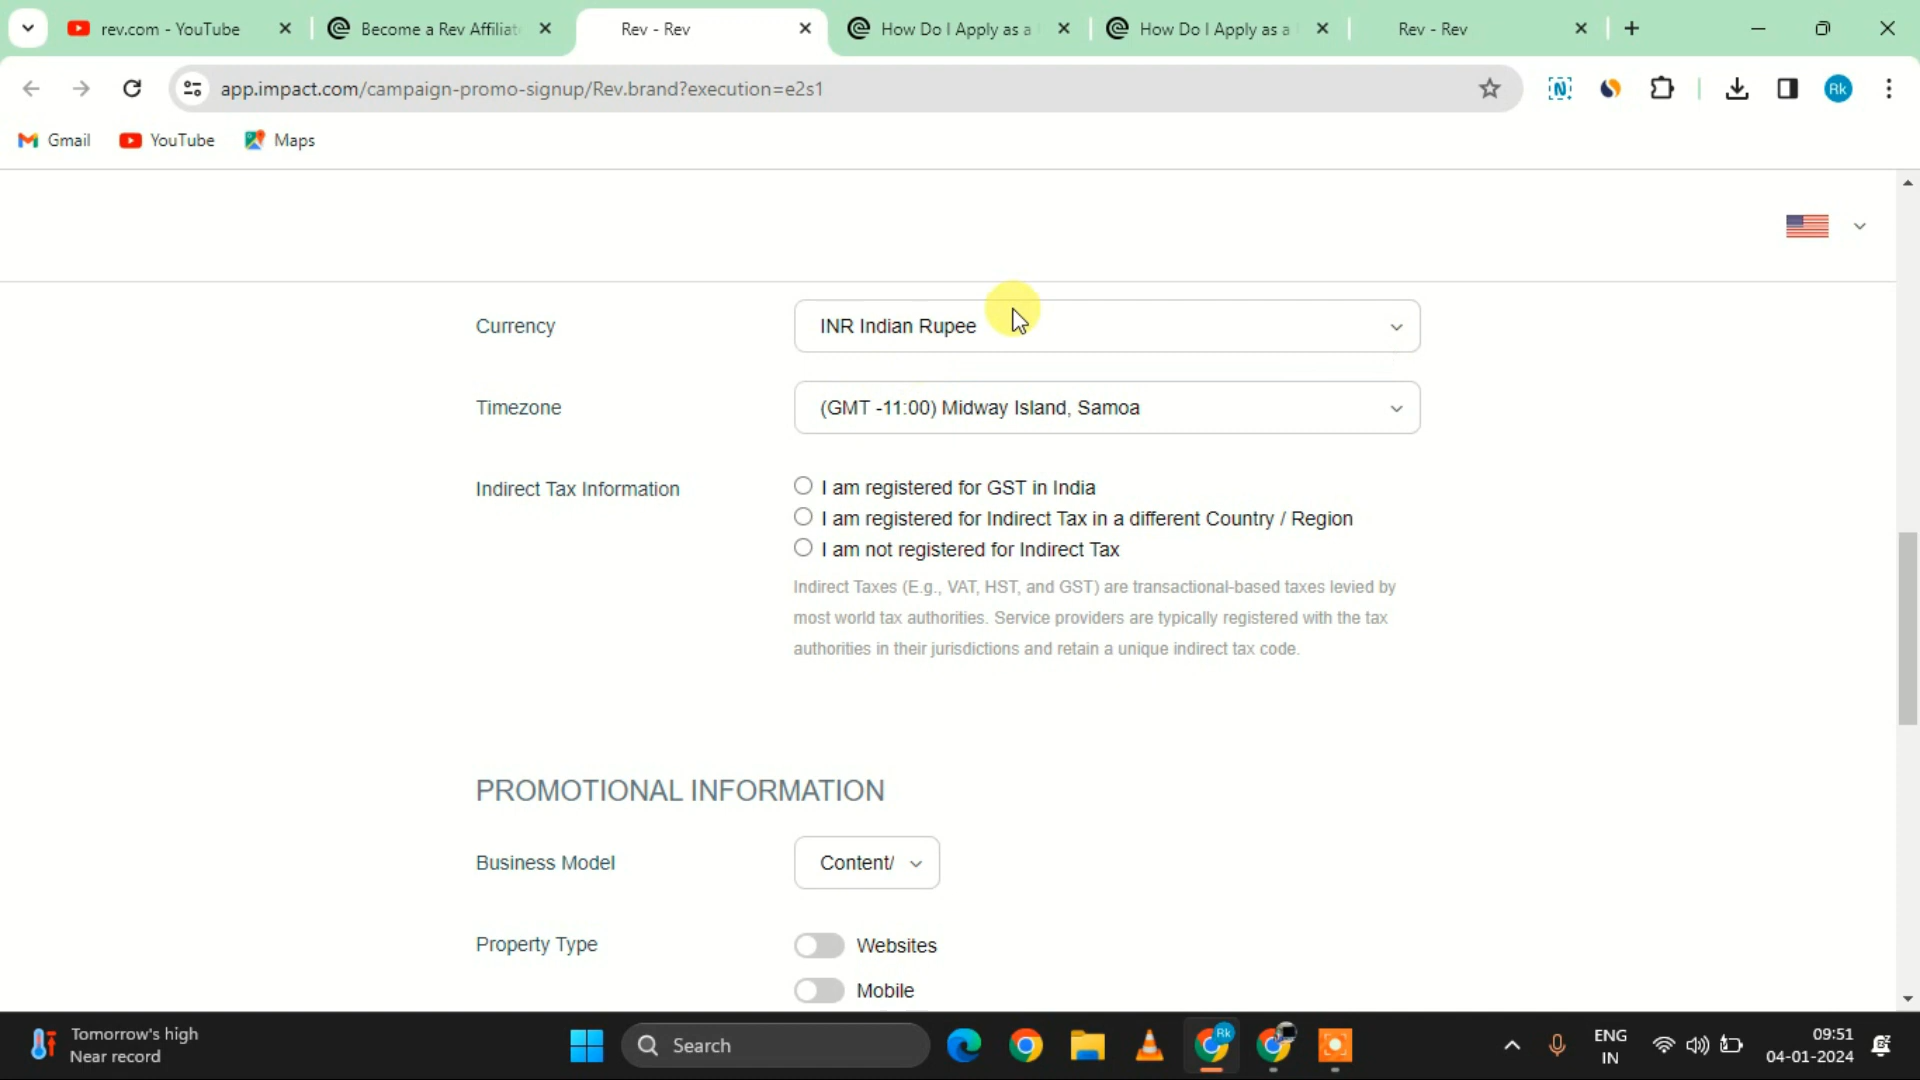 rev.com - YouTube
Become a Rev Affiliat
Rev - Rev
How Do I Apply as a
How Do I Apply as a
Rev - Rev
app.impact.com/campaign-promo-signup/Rev.brand?execution=e2s1
Rk
Gmail
YouTube
Maps
Currency
INR Indian Rupee
Timezone
(GMT -11:00) Midway Island, Samoa
Indirect Tax Information
I am registered for GST in India
I am registered for Indirect Tax in a different Country / Region
I am not registered for Indirect Tax
Indirect Taxes (E.g., VAT, HST, and GST) are transactional-based taxes levied by
most world tax authorities. Service providers are typically registered with the tax
authorities in their jurisdictions and retain a unique indirect tax code.
PROMOTIONAL INFORMATION
Business Model
Content/
Property Type
Websites
Mobile
Tomorrow's high
Near record
Search
Rk
ENG
IN
09:51
04-01-2024